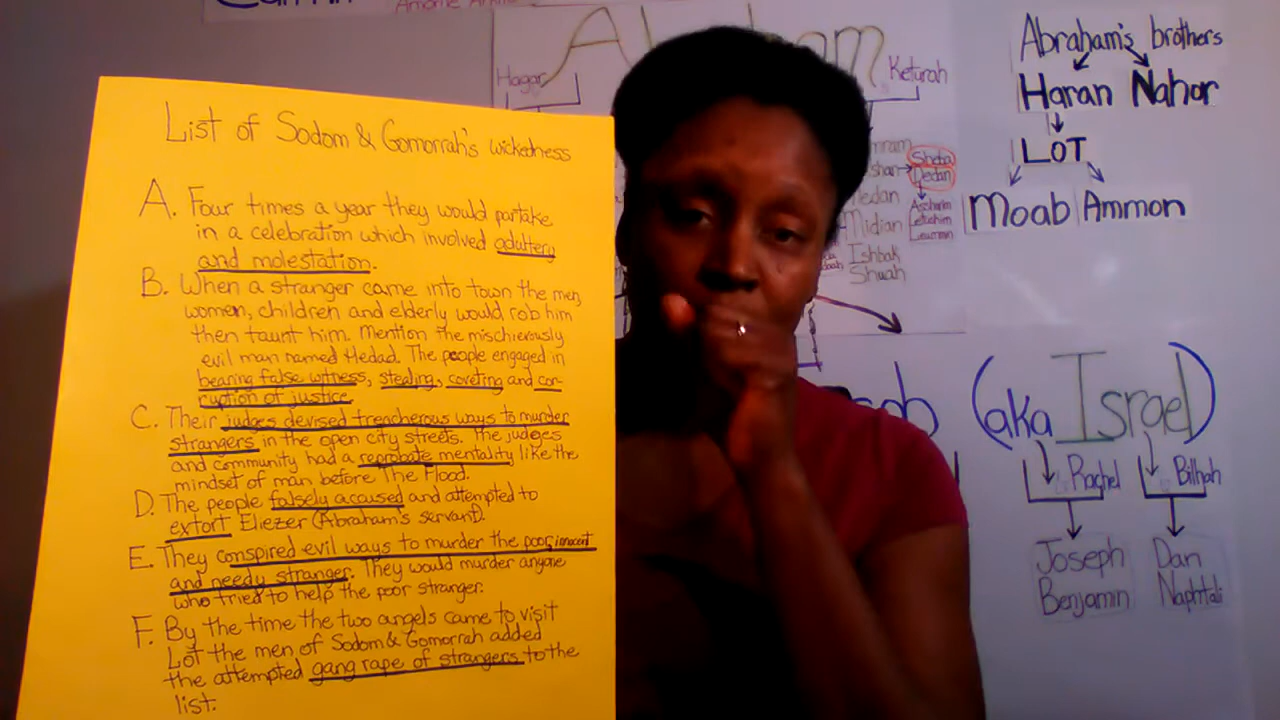 List of Sodom & Gomorrah's wickedness
A. Four times a year they would partake
in a celebration which involved adultery
and molestation.
B. When a stranger came into town the men,
women, children and elderly would rob him
then taunt him. Mention the mischieverously
evil man named Hedad. The people engaged in
bearing false witness, stealing, coveting and cor-
ruption of justice.
C. Their judges devised treacherous ways to murder
strangers in the open city streets. The judges
and community had a reprobate mentality like the
mindset of man before The Flood.
D. The people falsely accused and attempted to
extort Eliezer (Abraham's servant).
E. They conspired evil ways to murder the poor, innocent
and needy stranger. They would murder anyone
who tried to help the poor stranger.
F. By the time the two angels came to visit
Lot the men of Sodom & Gomorrah added
the attempted gang rape of strangers to the
list.
Hagar
Keturah
Sheba
Dedan
Midian
Ishbak
Shuah
Abraham's brothers
Haran Nahor
LOT
Moab Ammon
(aka Israel)
Rachel Bilhah
Joseph Dan
Benjamin Naphtali